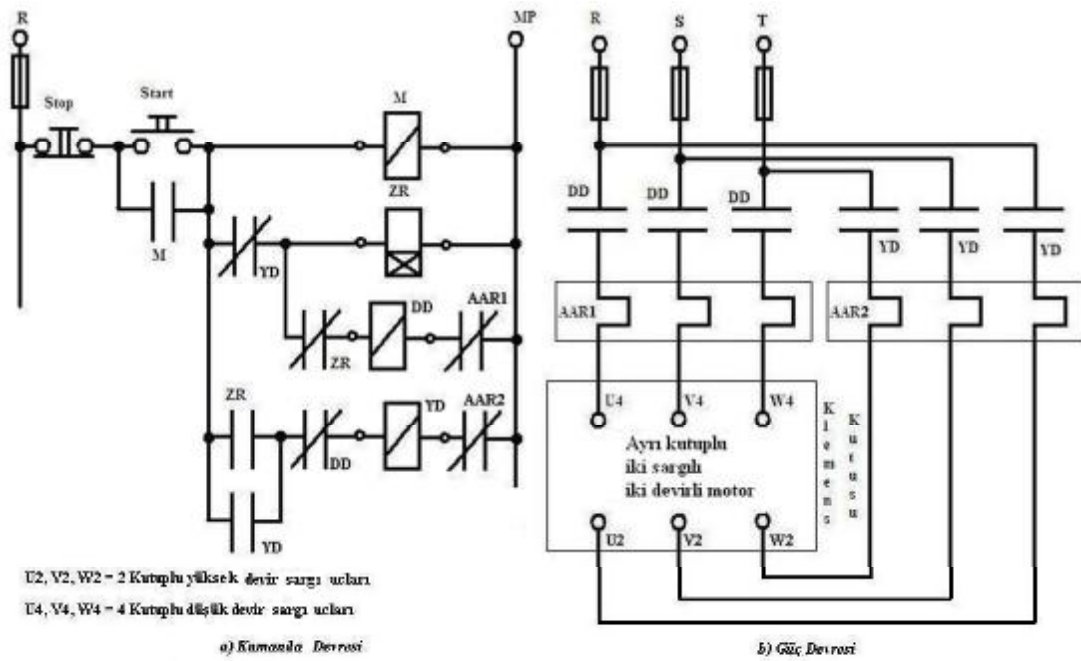 R
MP
R
S
T
Stop
Start
M
M
ZR
YD
DD
AAR1
ZR
ZR
YD
AAR2
DD
YD
DD
DD
DD
YD
YD
YD
AAR1
AAR2
U4
V4
W4
Ayrı kutuplu
iki sargılı
iki devirli motor
Klemens
Kutusu
U2
V2
W2
U2, V2, W2 = 2 Kutuplu yüksek devir sargı uçları
U4, V4, W4 = 4 Kutuplu düşük devir sargı uçları
a) Kumanda Devresi
b) Güç Devresi